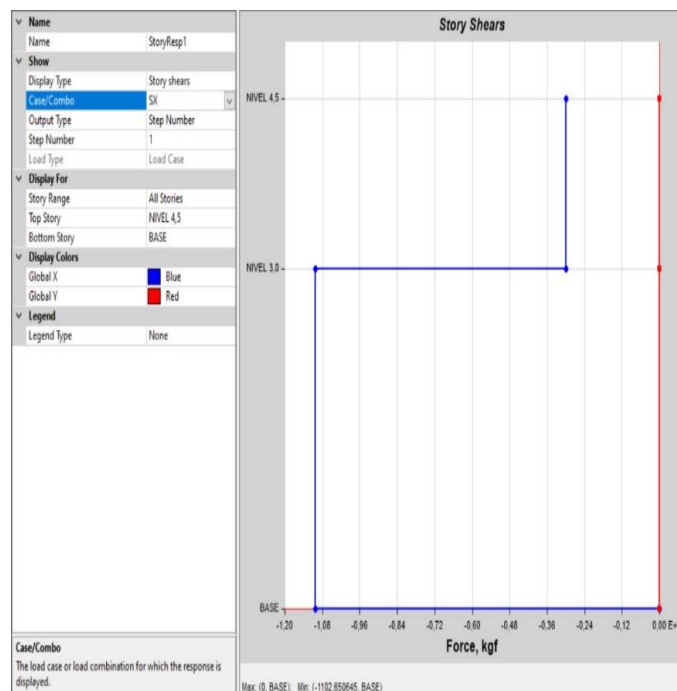 Name
Name StoryResp1
Show
Display Type Story shears
Case/Combo SX
Output Type Step Number
Step Number 1
Load Type Load Case
Display For
Story Range All Stories
Top Story NIVEL 4,5
Bottom Story BASE
Display Colors
Global X Blue
Global Y Red
Legend
Legend Type None
Case/Combo
The load case or load combination for which the response is
displayed.
Story Shears
NIVEL 4,5
NIVEL 3,0
BASE
-1,20 -1,08 -0,96 -0,84 -0,72 -0,60 -0,48 -0,36 -0,24 -0,12 0,00 E+
Force, kgf
Max: (0, BASE); Min: (-1102,650645, BASE)